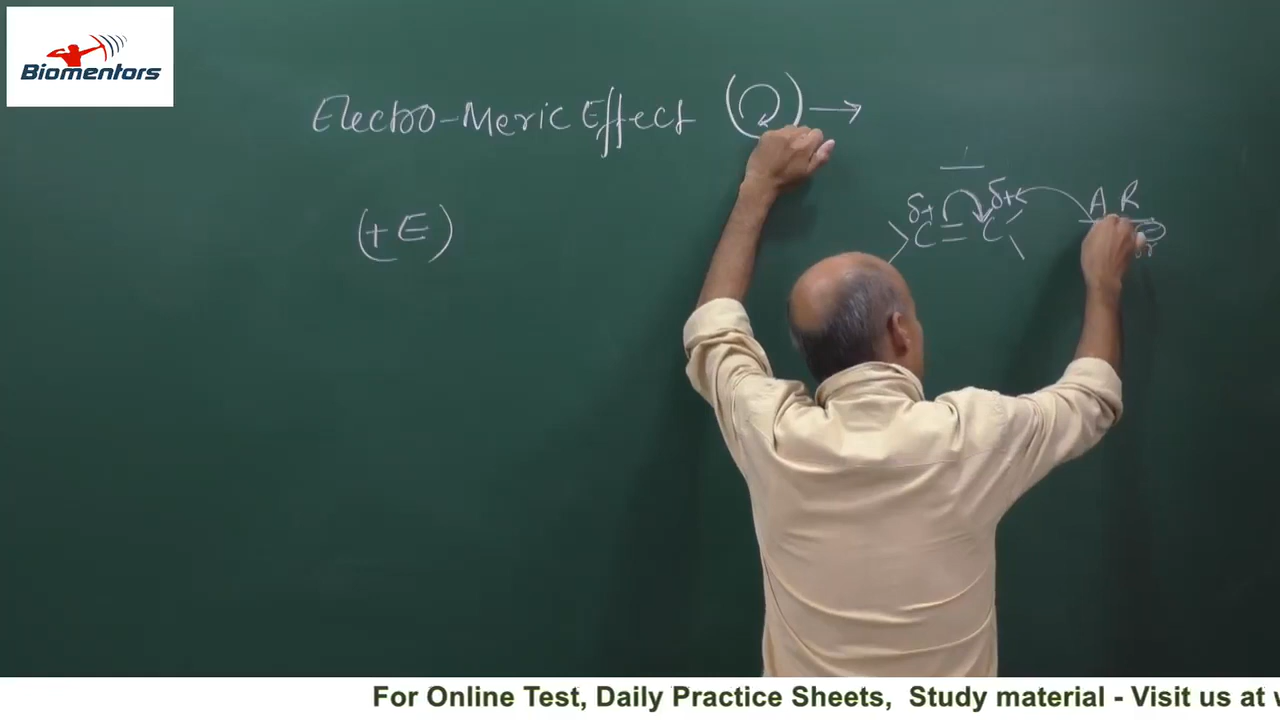 Biomentors
Electro-Meric Effect ( ) →
(+E)
δ+ δ+ A R
C = C
For Online Test, Daily Practice Sheets, Study material - Visit us at